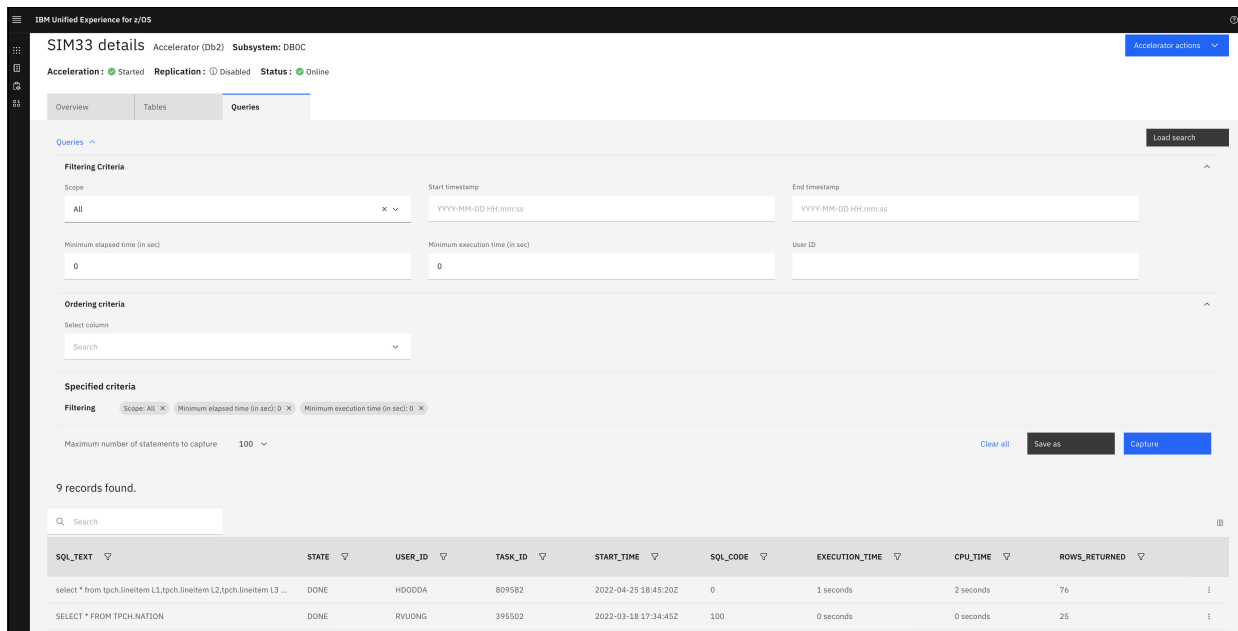 IBM Unified Experience for z/OS
SIM33 details Accelerator (Db2) Subsystem: DB0C
Accelerator actions
Acceleration : Started Replication : Disabled Status : Online
Overview Tables Queries
Queries
Load search
Filtering Criteria
Scope Start timestamp End timestamp
All YYYY-MM-DD HH:mm:ss YYYY-MM-DD HH:mm:ss
Minimum elapsed time (in sec) Minimum execution time (in sec) User ID
0 0
Ordering criteria
Select column
Search
Specified criteria
Filtering Scope: All Minimum elapsed time (in sec): 0 Minimum execution time (in sec): 0
Maximum number of statements to capture 100 Clear all Save as Capture
9 records found.
Search
SQL_TEXT STATE USER_ID TASK_ID START_TIME SQL_CODE EXECUTION_TIME CPU_TIME ROWS_RETURNED
select * from tpch.lineitem L1,tpch.lineitem L2,tpch.lineitem L3 ... DONE HDODDA 809582 2022-04-25 18:45:20Z 0 1 seconds 2 seconds 76
SELECT * FROM TPCH.NATION DONE RVUONG 395502 2022-03-18 17:34:45Z 100 0 seconds 0 seconds 25